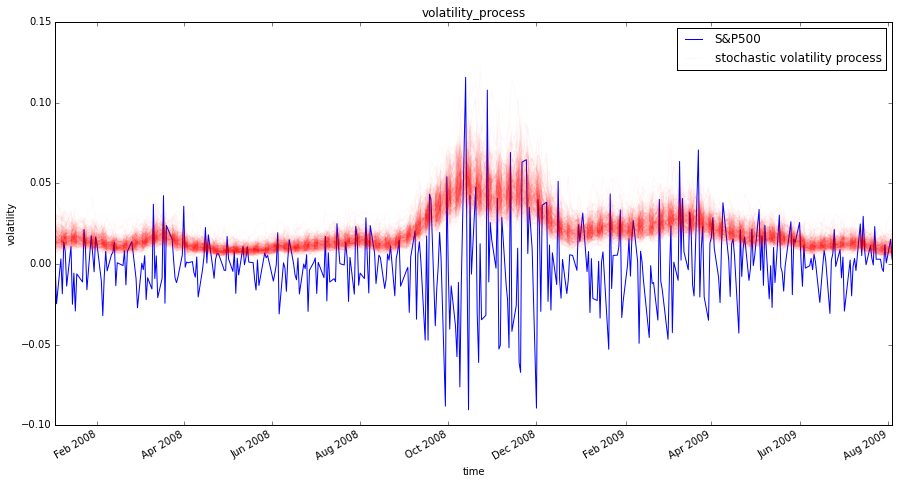 volatility_process
S&P500
stochastic volatility process
volatility
0.15
0.10
0.05
0.00
−0.05
−0.10
Feb 2008
Apr 2008
Jun 2008
Aug 2008
Oct 2008
Dec 2008
Feb 2009
Apr 2009
Jun 2009
Aug 2009
time